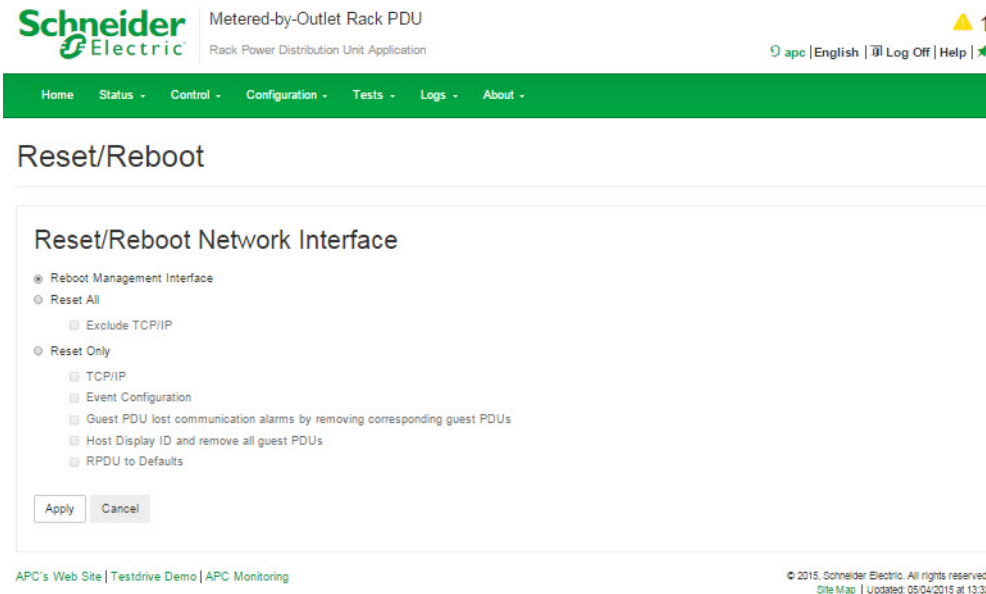 Schneider
Electric
Metered-by-Outlet Rack PDU
Rack Power Distribution Unit Application
1
apc | English | Log Off | Help |
Home Status - Control - Configuration - Tests - Logs - About -
Reset/Reboot
Reset/Reboot Network Interface
Reboot Management Interface
Reset All
Exclude TCP/IP
Reset Only
TCP/IP
Event Configuration
Guest PDU lost communication alarms by removing corresponding guest PDUs
Host Display ID and remove all guest PDUs
RPDU to Defaults
Apply Cancel
APC's Web Site | Testdrive Demo | APC Monitoring
© 2015, Schneider Electric. All rights reserved
Site Map | Updated: 05/04/2015 at 13:32